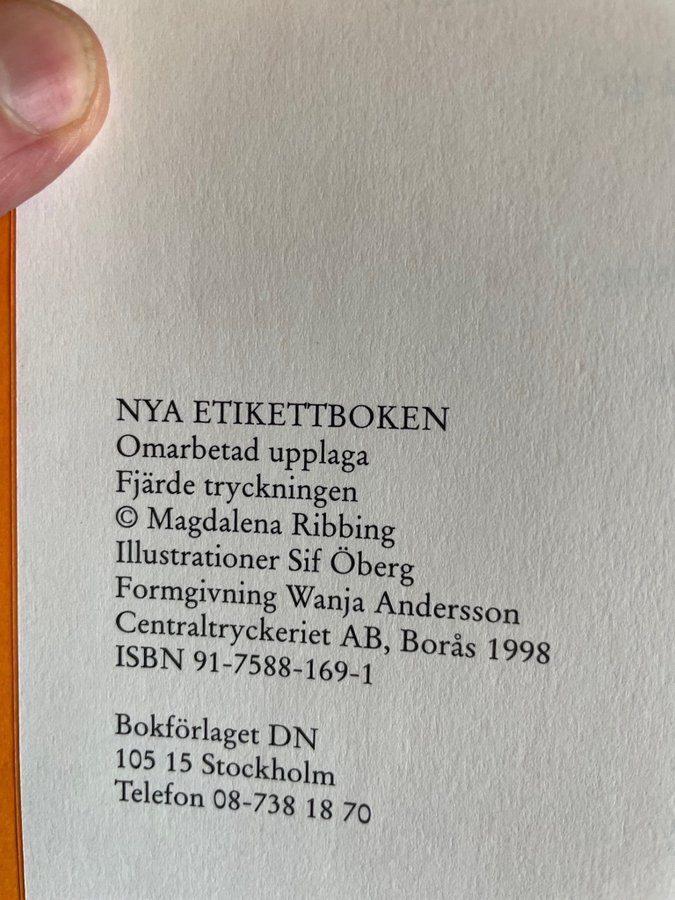 NYA ETIKETTBOKEN
Omarbetad upplaga
Fjärde tryckningen
© Magdalena Ribbing
Illustrationer Sif Öberg
Formgivning Wanja Andersson
Centraltryckeriet AB, Borås 1998
ISBN 91-7588-169-1
Bokförlaget DN
105 15 Stockholm
Telefon 08-738 18 70